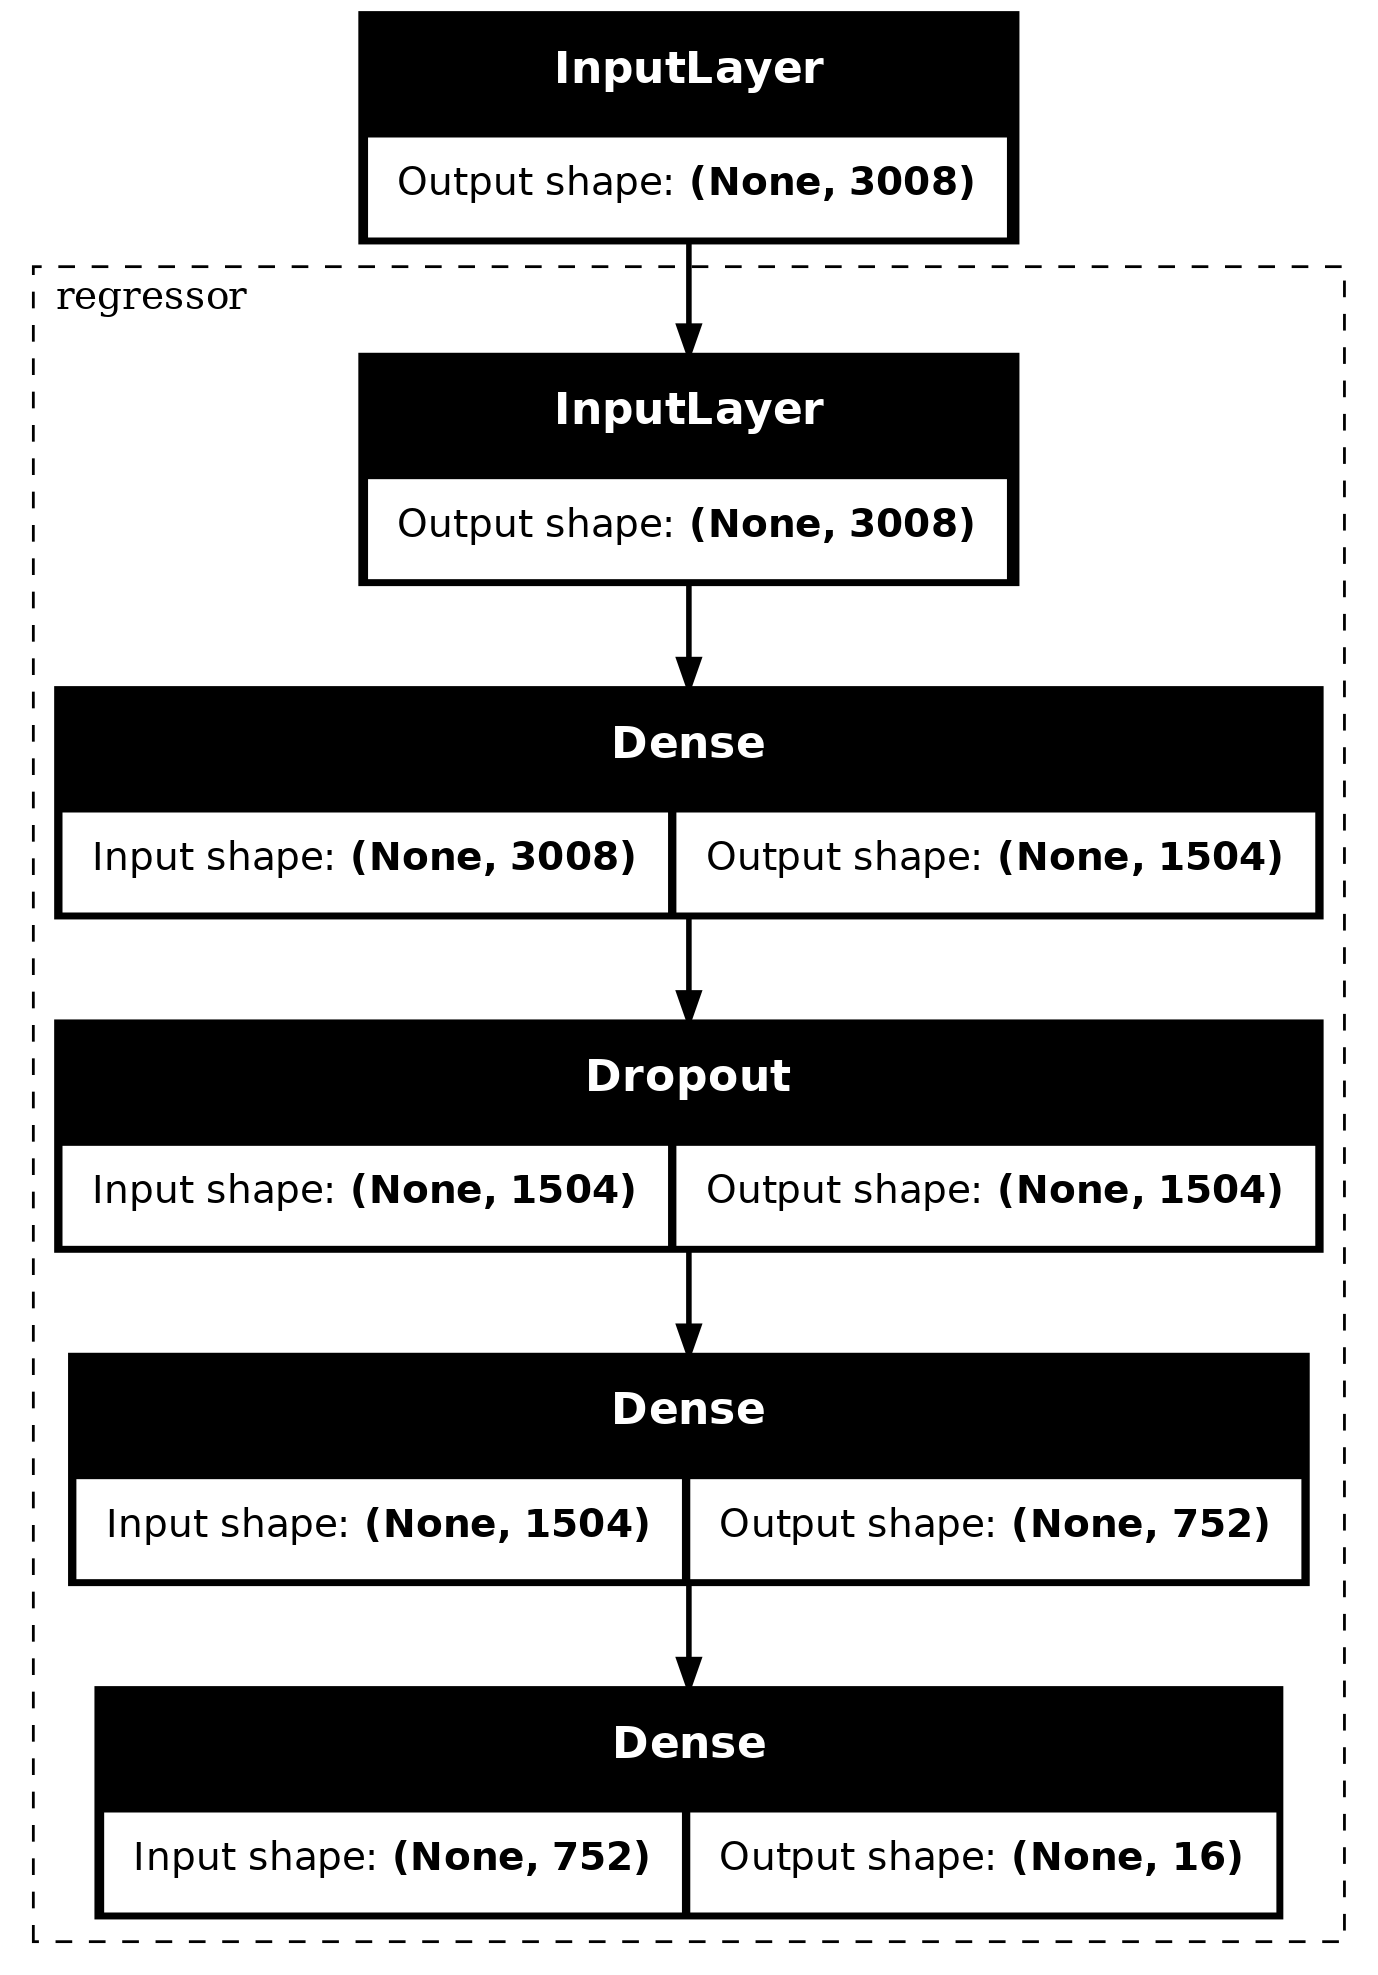 InputLayer
Output shape: (None, 3008)
regressor
InputLayer
Output shape: (None, 3008)
Dense
Input shape: (None, 3008) Output shape: (None, 1504)
Dropout
Input shape: (None, 1504) Output shape: (None, 1504)
Dense
Input shape: (None, 1504) Output shape: (None, 752)
Dense
Input shape: (None, 752) Output shape: (None, 16)